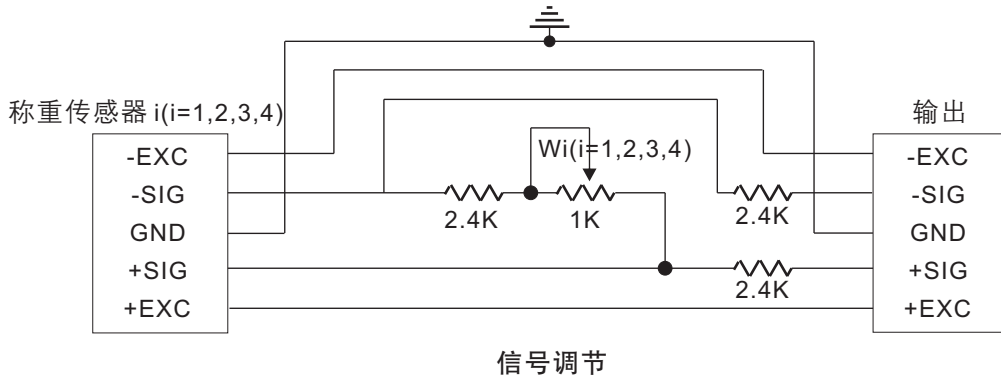 称重传感器 i(i=1,2,3,4)
输出
-EXC
-SIG
GND
+SIG
+EXC
Wi(i=1,2,3,4)
2.4K
1K
2.4K
2.4K
-EXC
-SIG
GND
+SIG
+EXC
信号调节